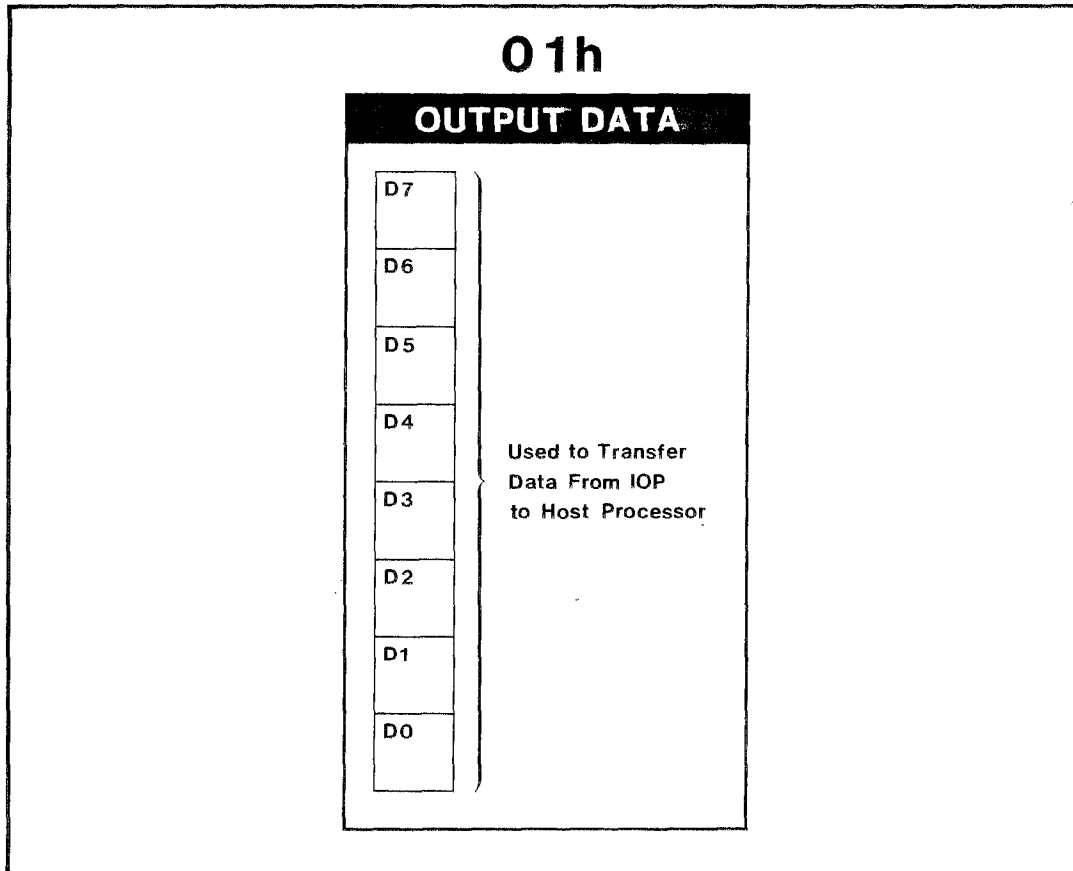 01h
OUTPUT DATA
D7
D6
D5
D4
D3
D2
D1
D0
Used to Transfer
Data From IOP
to Host Processor